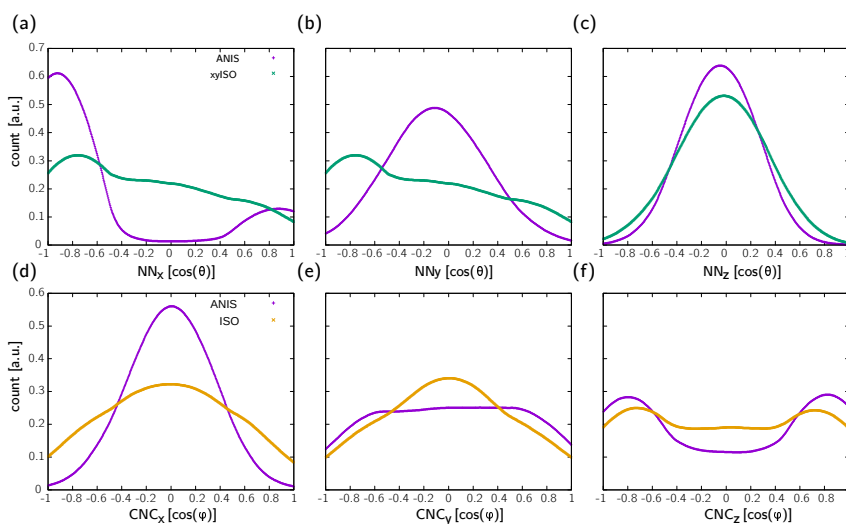 (a) (b) (c)
0.7
0.6
0.5
0.4
0.3
0.2
0.1
0
count [a.u.]
ANIS
xyISO
-1 -0.8 -0.6 -0.4 -0.2 0 0.2 0.4 0.6 0.8 1
NNx [cos(θ)]
-1 -0.8 -0.6 -0.4 -0.2 0 0.2 0.4 0.6 0.8 1
NNy [cos(θ)]
-1 -0.8 -0.6 -0.4 -0.2 0 0.2 0.4 0.6 0.8 1
NNz [cos(θ)]
(d) (e) (f)
0.6
0.5
0.4
0.3
0.2
0.1
0
count [a.u.]
ANIS
ISO
-1 -0.8 -0.6 -0.4 -0.2 0 0.2 0.4 0.6 0.8 1
CNCx [cos(φ)]
-1 -0.8 -0.6 -0.4 -0.2 0 0.2 0.4 0.6 0.8 1
CNCy [cos(φ)]
-1 -0.8 -0.6 -0.4 -0.2 0 0.2 0.4 0.6 0.8 1
CNCz [cos(φ)]